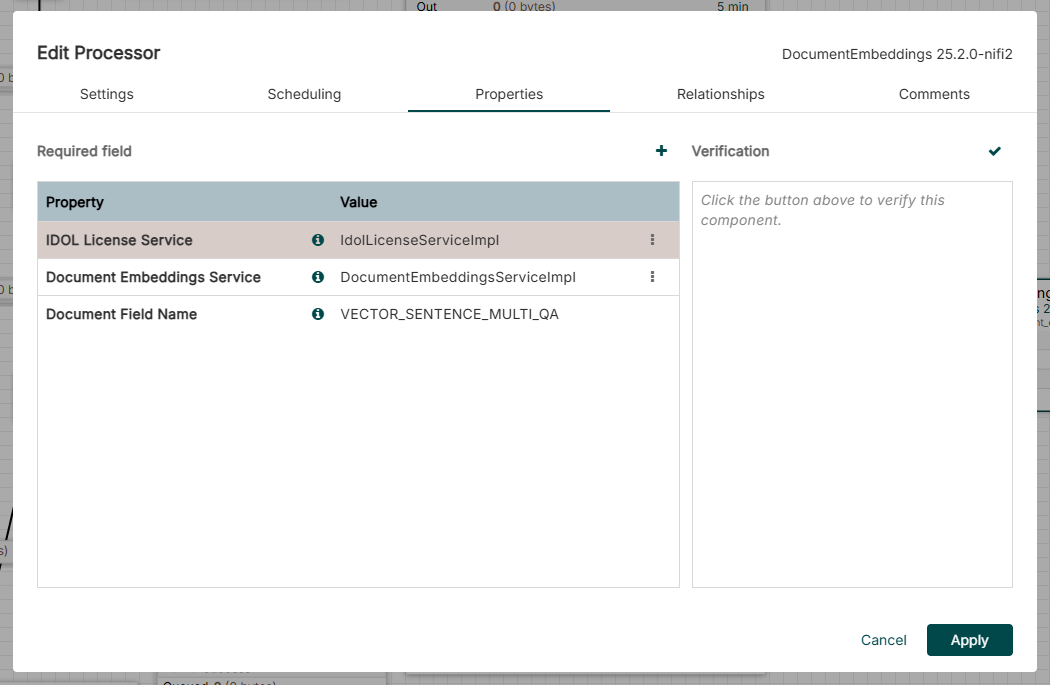 Out 0 (0 bytes) 5 min
Edit Processor
DocumentEmbeddings 25.2.0-nifi2
Settings Scheduling Properties Relationships Comments
Required field
Verification
Property Value
IDOL License Service IdolLicenseServiceImpl
Document Embeddings Service DocumentEmbeddingsServiceImpl
Document Field Name VECTOR_SENTENCE_MULTI_QA
Click the button above to verify this
component.
Cancel Apply
Queued 0 (0 bytes)